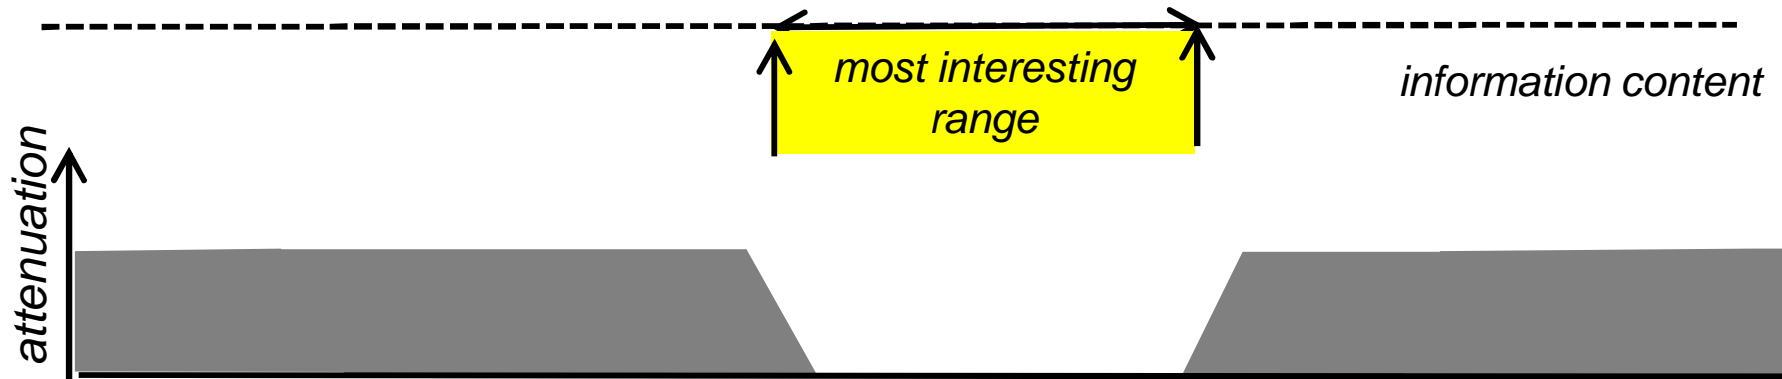 most interesting
range
information content
attenuation